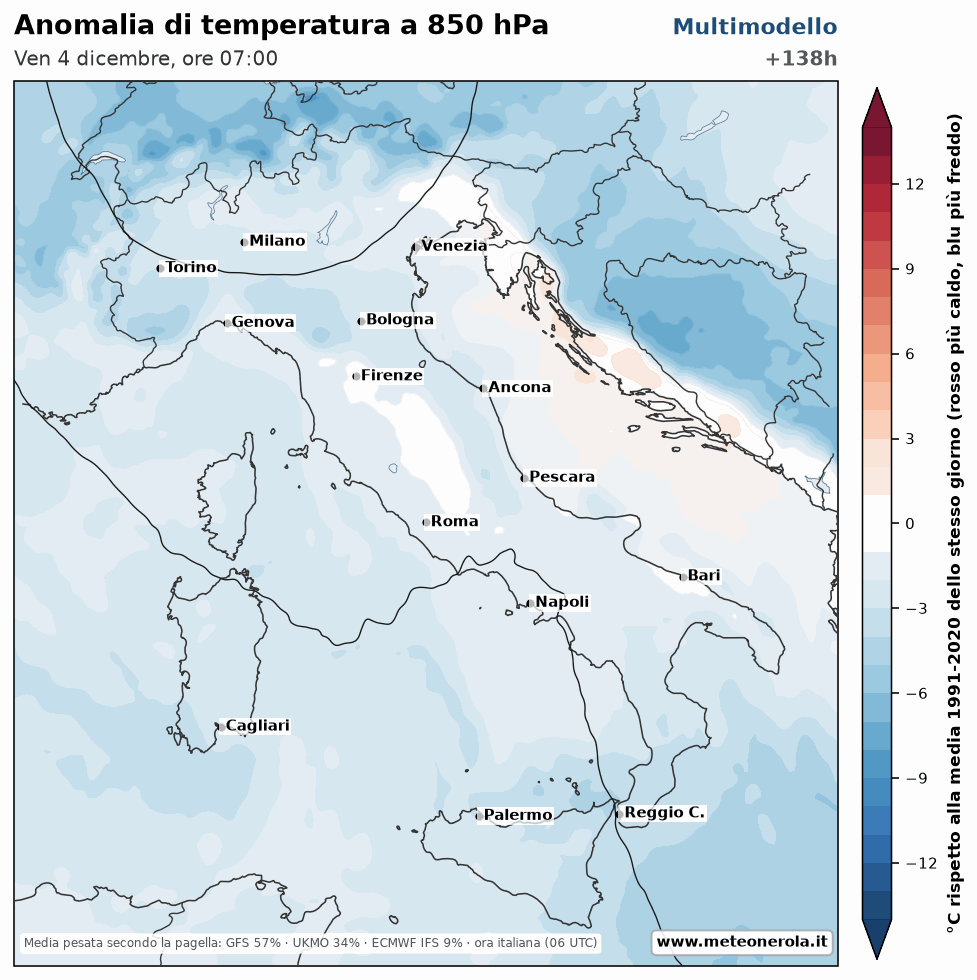 Anomalia di temperatura a 850 hPa
Multimodello
Ven 4 dicembre, ore 07:00
+138h
Milano
Venezia
Torino
Genova
Bologna
Firenze
Ancona
Pescara
Roma
Bari
Napoli
Cagliari
Palermo
Reggio C.
12
9
6
3
0
−3
−6
−9
−12
°C rispetto alla media 1991-2020 dello stesso giorno (rosso più caldo, blu più freddo)
Media pesata secondo la pagella: GFS 57% · UKMO 34% · ECMWF IFS 9% · ora italiana (06 UTC)
www.meteonerola.it